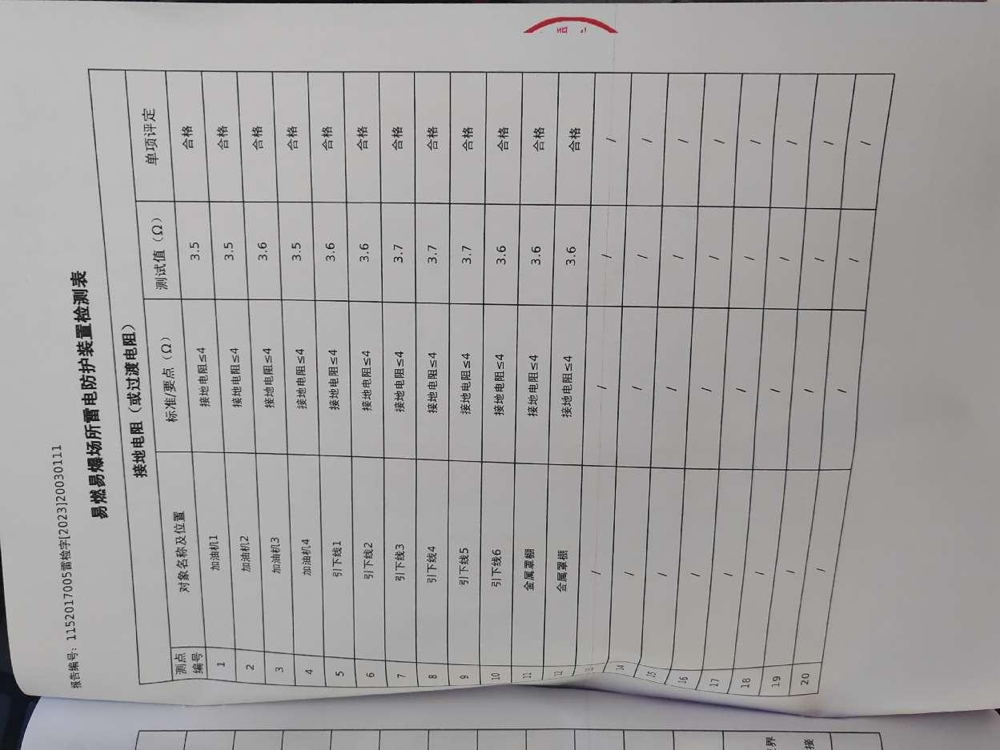 报告编号：1152017005雷检字[2023]20030111
易燃易爆场所雷电防护装置检测表
接地电阻（或过渡电阻）
测点编号 对象名称及位置 标准/要点（Ω） 测试值（Ω） 单项评定
1 加油机1 接地电阻≤4 3.5 合格
2 加油机2 接地电阻≤4 3.5 合格
3 加油机3 接地电阻≤4 3.6 合格
4 加油机4 接地电阻≤4 3.5 合格
5 引下线1 接地电阻≤4 3.6 合格
6 引下线2 接地电阻≤4 3.6 合格
7 引下线3 接地电阻≤4 3.7 合格
8 引下线4 接地电阻≤4 3.7 合格
9 引下线5 接地电阻≤4 3.7 合格
10 引下线6 接地电阻≤4 3.6 合格
11 金属罩棚 接地电阻≤4 3.6 合格
12 金属罩棚 接地电阻≤4 3.6 合格
13 / / / /
14 / / / /
15 / / / /
16 / / / /
17 / / / /
18 / / / /
19 / / / /
20 / / / /
界
接